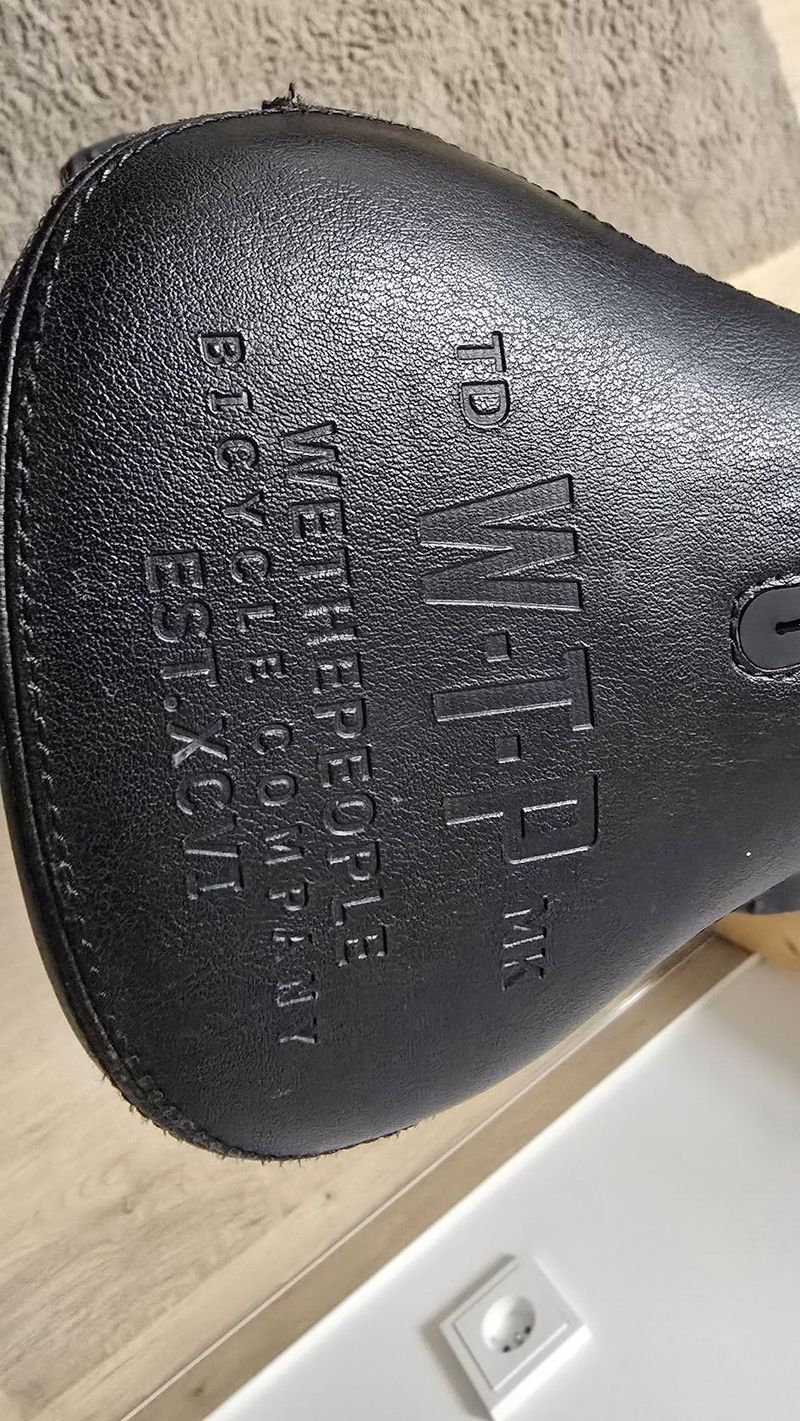 TD W·T·P MK
WETHEPEOPLE
BICYCLE COMPANY
EST.XCVI